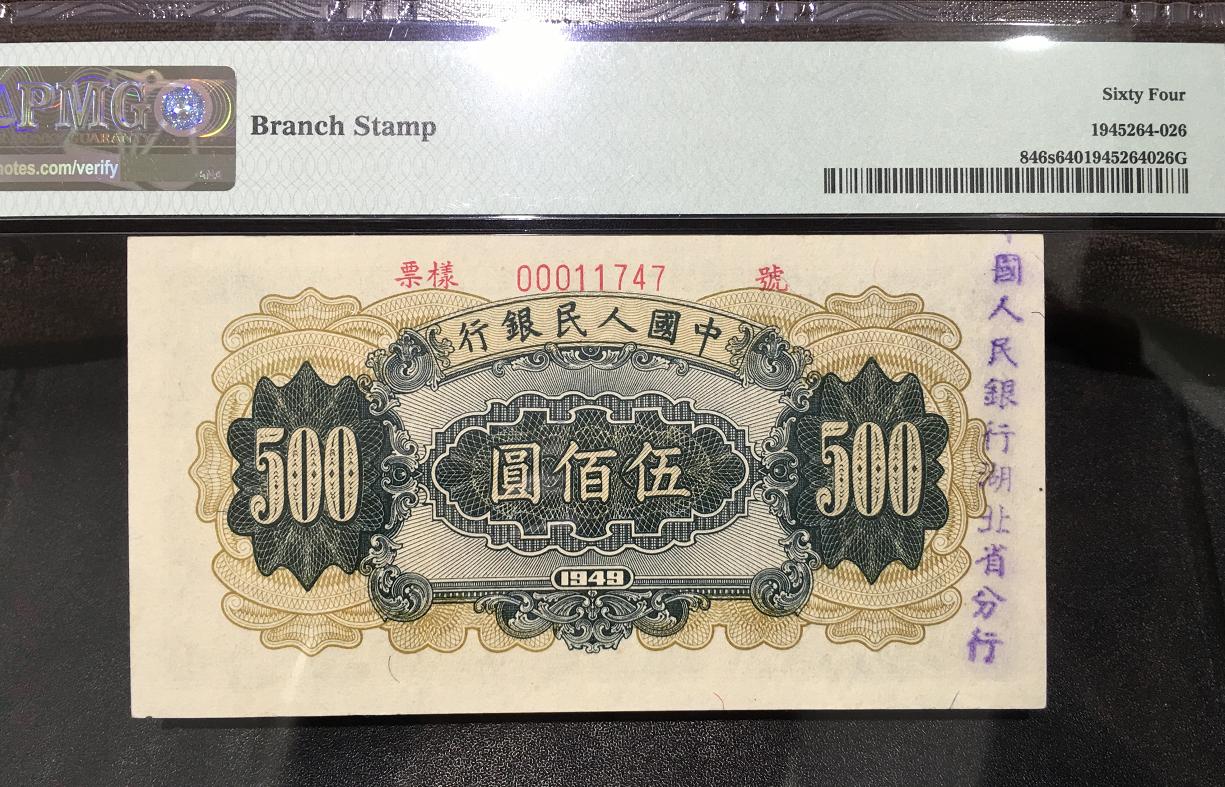 PMG
GUARANTY
notes.com/verify
Branch Stamp
Sixty Four
1945264-026
846s6401945264026G
票樣 00011747 號
行銀民人國中
500 圓佰伍 500
1949
國人民銀行湖北省分行